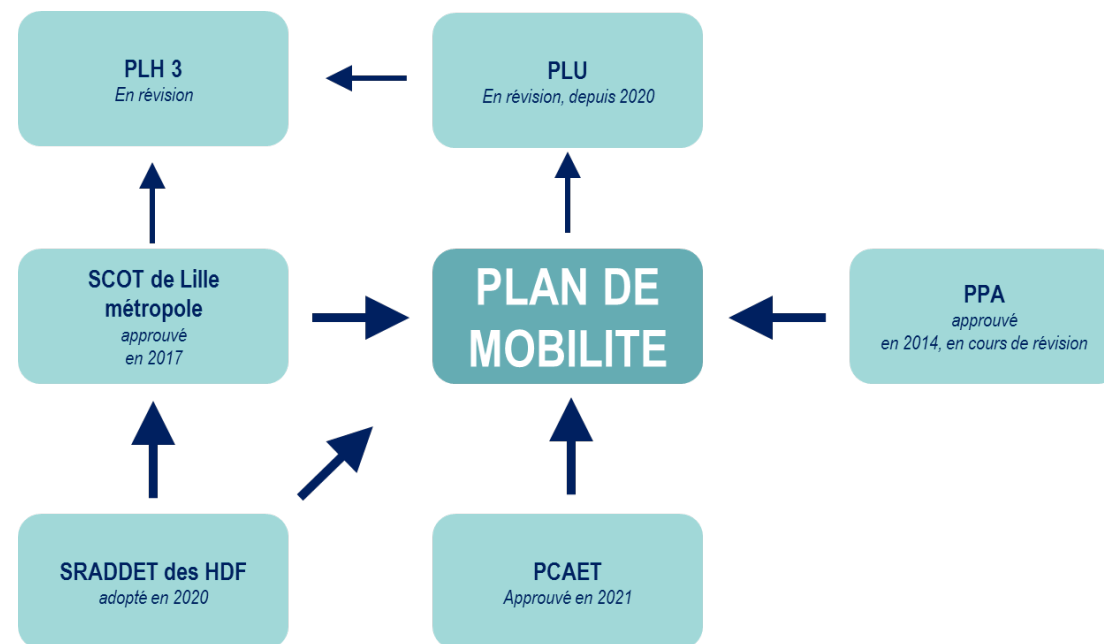 PLH 3
En révision
PLU
En révision, depuis 2020
SCOT de Lille
métropole
approuvé
en 2017
PLAN DE
MOBILITE
PPA
approuvé
en 2014, en cours de révision
SRADDET des HDF
adopté en 2020
PCAET
Approuvé en 2021